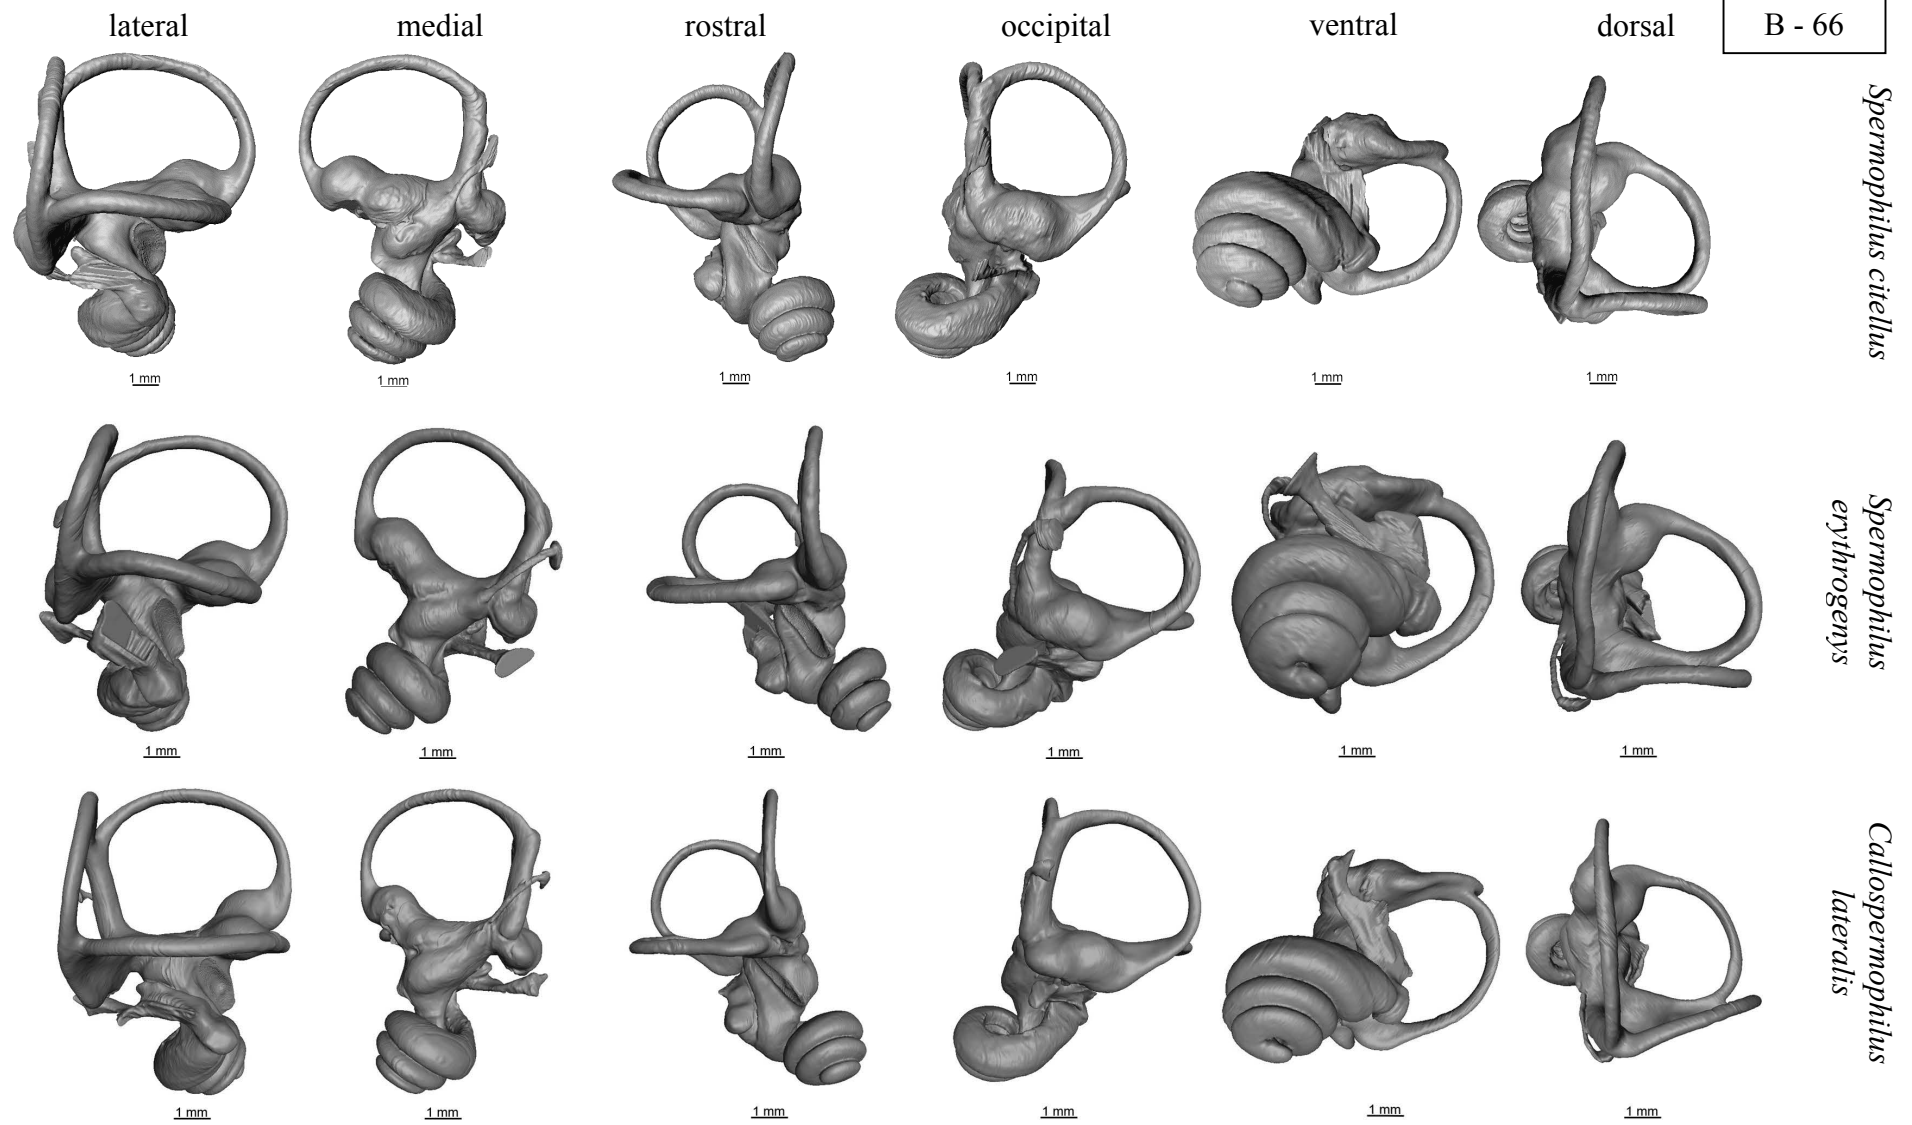 lateral medial rostral occipital ventral dorsal B - 66
Spermophilus citellus
1 mm 1 mm 1 mm 1 mm 1 mm 1 mm
Spermophilus
erythrogenys
1 mm 1 mm 1 mm 1 mm 1 mm 1 mm
Callospermophilus
lateralis
1 mm 1 mm 1 mm 1 mm 1 mm 1 mm